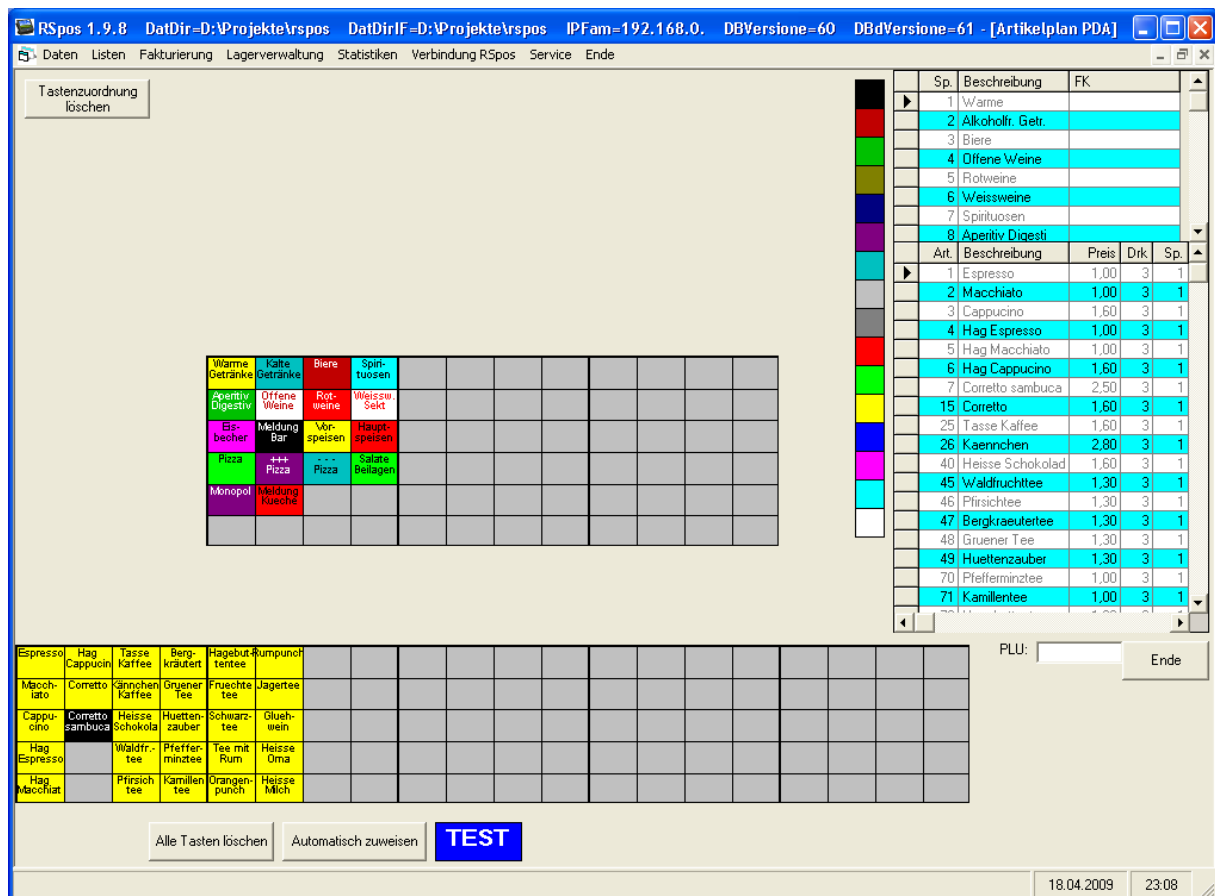 RSpos 1.9.8 DatDir=D:\Projekte\rspos DatDirIF=D:\Projekte\rspos IPFam=192.168.0. DBVersione=60 DBdVersione=61 - [Artikelplan PDA]
Daten Listen Fakturierung Lagerverwaltung Statistiken Verbindung RSpos Service Ende
Tastenzuordnung
löschen
Sp. Beschreibung FK
1 Warme
2 Alkoholfr. Getr.
3 Biere
4 Offene Weine
5 Rotweine
6 Weissweine
7 Spirituosen
8 Aperitiv Digesti
Art. Beschreibung Preis Drk Sp.
1 Espresso 1,00 3 1
2 Macchiato 1,00 3 1
3 Cappucino 1,60 3 1
4 Hag Espresso 1,00 3 1
5 Hag Macchiato 1,00 3 1
6 Hag Cappucino 1,60 3 1
7 Corretto sambuca 2,50 3 1
15 Corretto 1,60 3 1
25 Tasse Kaffee 1,60 3 1
26 Kaennchen 2,80 3 1
40 Heisse Schokolad 1,60 3 1
45 Waldfruchttee 1,30 3 1
46 Pfirsichtee 1,30 3 1
47 Bergkraeutertee 1,30 3 1
48 Gruener Tee 1,30 3 1
49 Huettenzauber 1,30 3 1
70 Pfefferminztee 1,00 3 1
71 Kamillentee 1,00 3 1
Warme Kalte Biere Spiri-
Getränke Getränke tuosen
Aperitiv Offene Rot- Weissw.
Digestiv Weine weine Sekt
Eis- Meldung Vor- Haupt-
becher Bar speisen speisen
Pizza +++ - - - Salate
Pizza Pizza Beilagen
Monopol Meldung
Kueche
Espresso Hag Tasse Berg- Hagebut- Rumpunch
Cappucin Kaffee kräutert tentee
Macch- Corretto Kännchen Gruener Fruechte Jagertee
iato Kaffee Tee tee
Cappu- Corretto Heisse Huetten- Schwarz- Glueh-
cino sambuca Schokola zauber tee wein
Hag Waldfr.- Pfeffer- Tee mit Heisse
Espresso tee minztee Rum Oma
Hag Pfirsich Kamillen Orangen- Heisse
Macchiat tee tee punch Milch
PLU:
Ende
Alle Tasten löschen Automatisch zuweisen TEST
18.04.2009 23:08